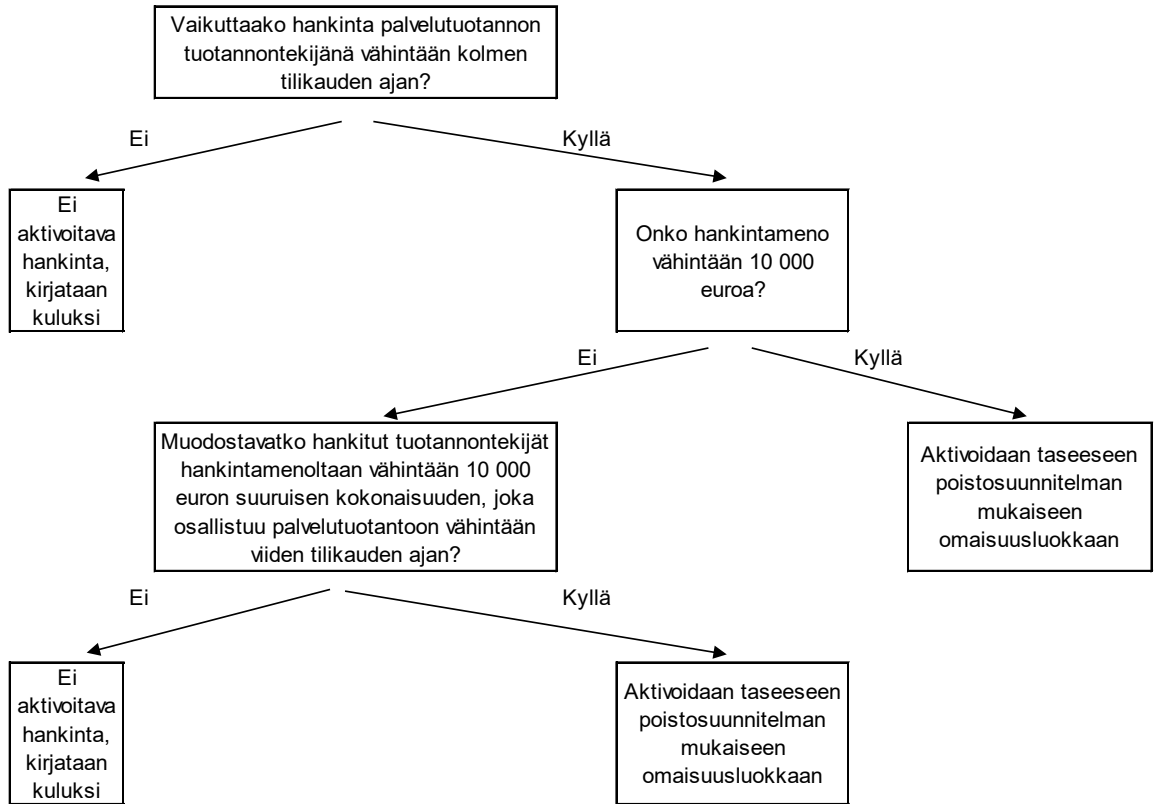 Vaikuttaako hankinta palvelutuotannon
tuotannontekijänä vähintään kolmen
tilikauden ajan?
Ei
Kyllä
Ei
aktivoitava
hankinta,
kirjataan
kuluksi
Onko hankintameno
vähintään 10 000
euroa?
Ei
Kyllä
Muodostavatko hankitut tuotannontekijät
hankintamenoltaan vähintään 10 000
euron suuruisen kokonaisuuden, joka
osallistuu palvelutuotantoon vähintään
viiden tilikauden ajan?
Aktivoidaan taseeseen
poistosuunnitelman
mukaiseen
omaisuusluokkaan
Ei
Kyllä
Ei
aktivoitava
hankinta,
kirjataan
kuluksi
Aktivoidaan taseeseen
poistosuunnitelman
mukaiseen
omaisuusluokkaan